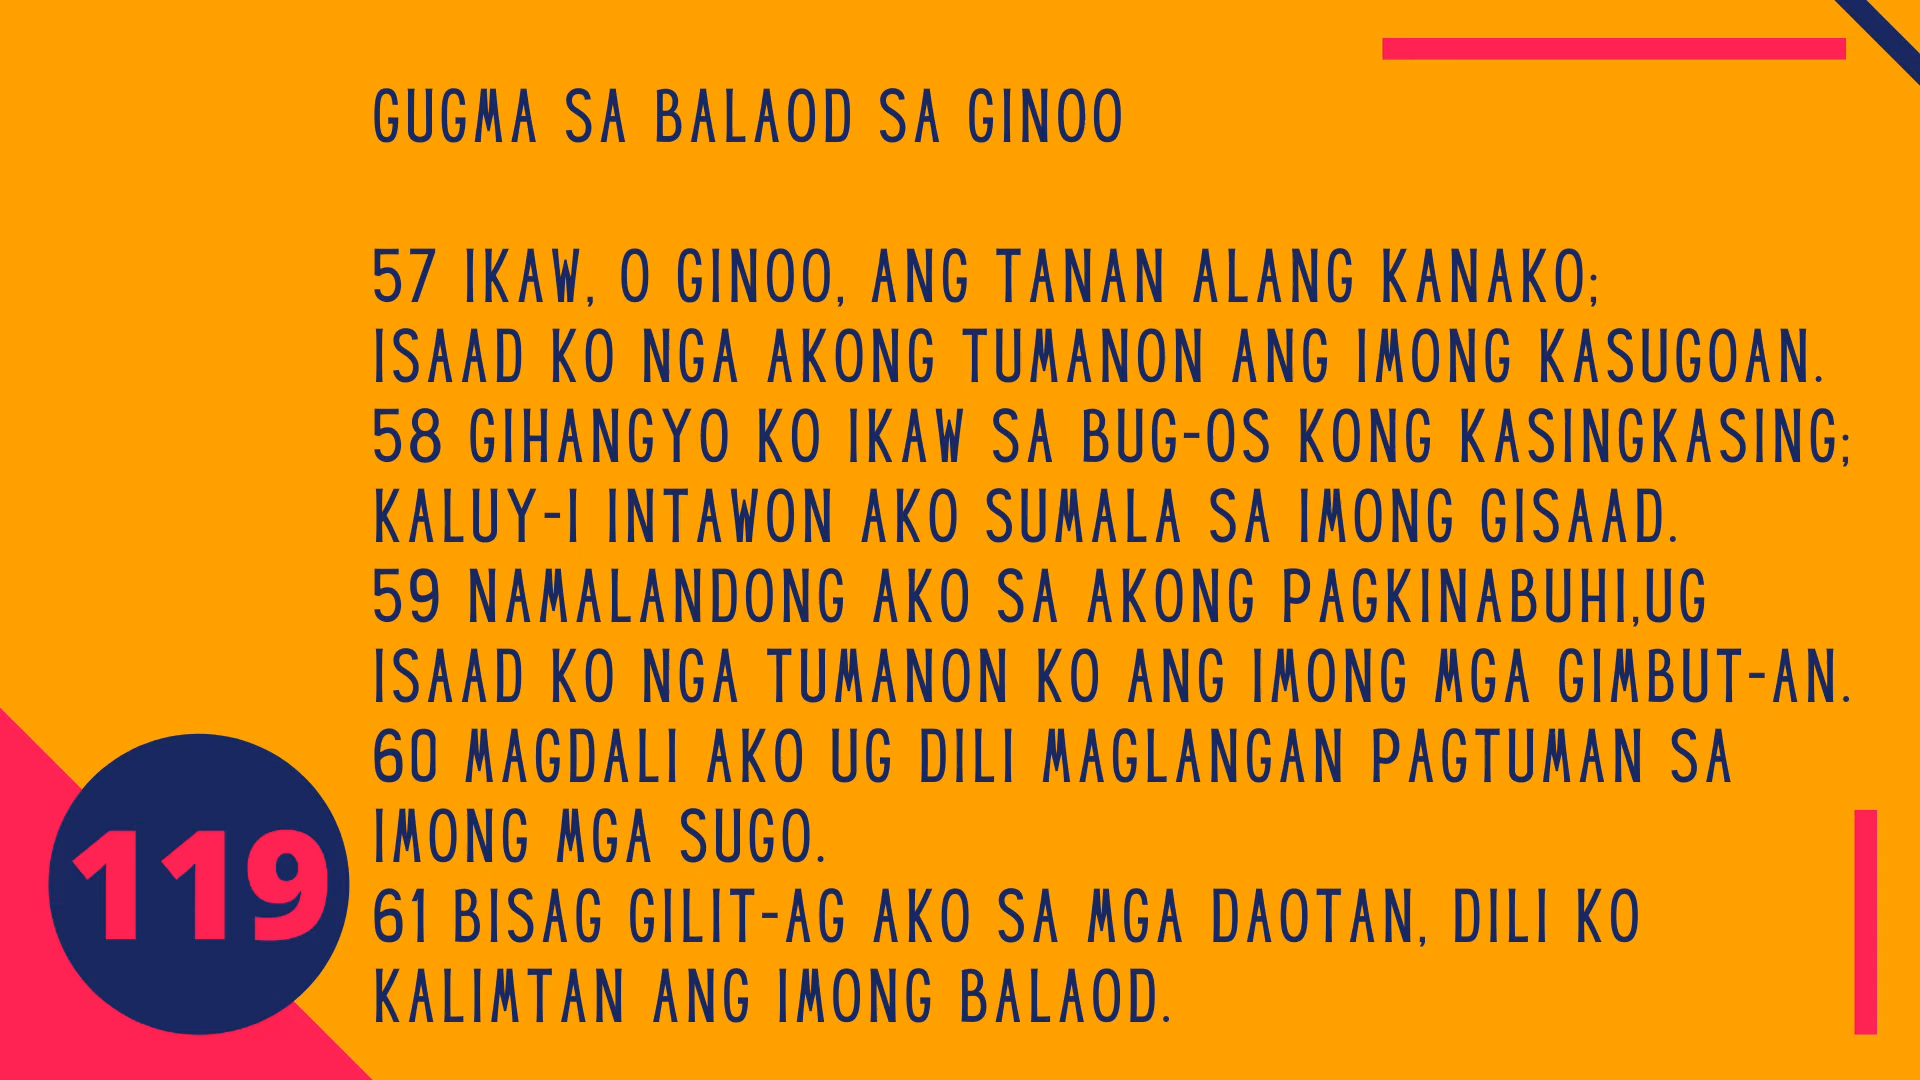 GUGMA SA BALAOD SA GINOO
57 IKAW, O GINOO, ANG TANAN ALANG KANAKO;
ISAAD KO NGA AKONG TUMANON ANG IMONG KASUGOAN.
58 GIHANGYO KO IKAW SA BUG-OS KONG KASINGKASING;
KALUY-I INTAWON AKO SUMALA SA IMONG GISAAD.
59 NAMALANDONG AKO SA AKONG PAGKINABUHI,UG
ISAAD KO NGA TUMANON KO ANG IMONG MGA GIMBUT-AN.
60 MAGDALI AKO UG DILI MAGLANGAN PAGTUMAN SA
IMONG MGA SUGO.
61 BISAG GILIT-AG AKO SA MGA DAOTAN, DILI KO
KALIMTAN ANG IMONG BALAOD.
119